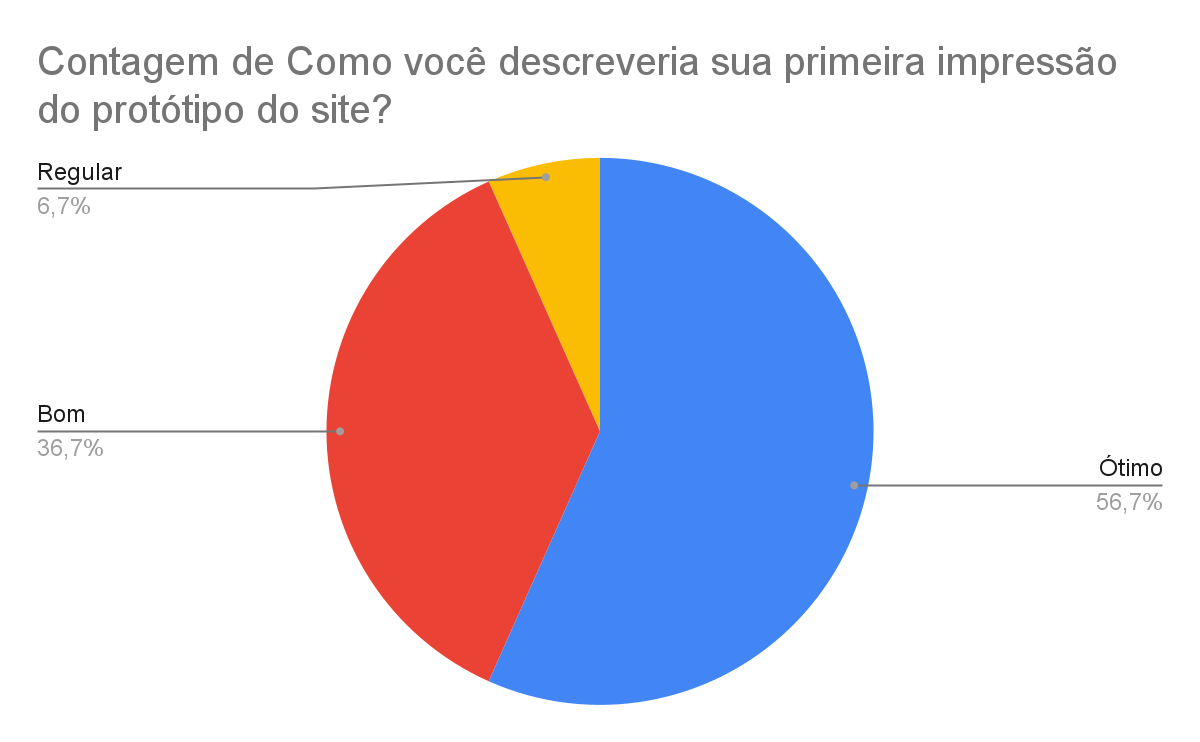 Contagem de Como você descreveria sua primeira impressão
do protótipo do site?
Regular
6,7%
Bom
36,7%
Ótimo
56,7%